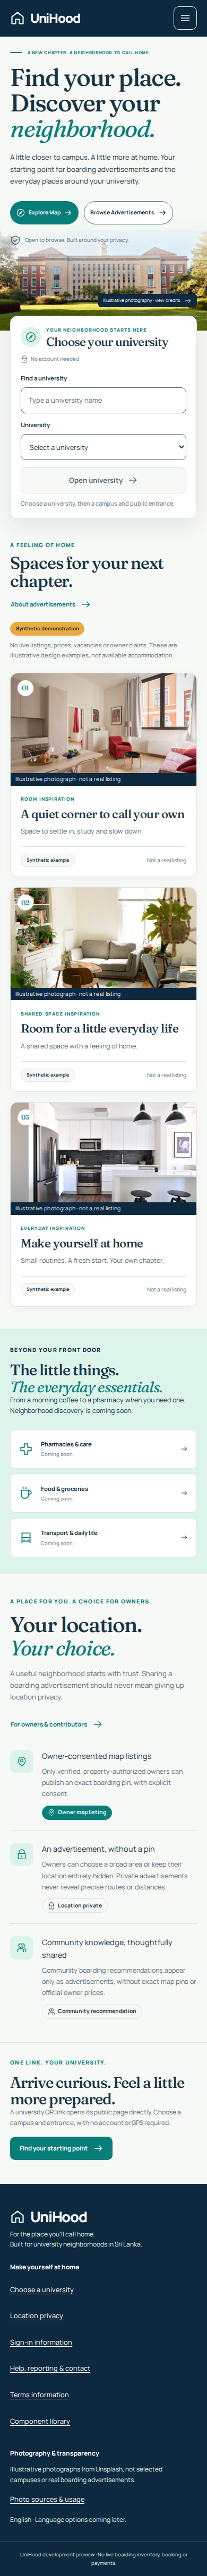 UniHood
A NEW CHAPTER. A NEIGHBORHOOD TO CALL HOME.
Find your place.
Discover your
neighborhood.
A little closer to campus. A little more at home. Your
starting point for boarding advertisements and the
everyday places around your university.
Explore Map
Browse Advertisements
Open to browse. Built around your privacy.
Illustrative photography · view credits
YOUR NEIGHBORHOOD STARTS HERE
Choose your university
No account needed
Find a university
Type a university name
University
Select a university
Open university
Choose a university, then a campus and public entrance.
A FEELING OF HOME
Spaces for your next
chapter.
About advertisements
Synthetic demonstration
No live listings, prices, vacancies or owner claims. These are
illustrative design examples, not available accommodation.
01
Illustrative photograph · not a real listing
ROOM INSPIRATION
A quiet corner to call your own
Space to settle in, study and slow down.
Synthetic example
Not a real listing
02
Illustrative photograph · not a real listing
SHARED-SPACE INSPIRATION
Room for a little everyday life
A shared space with a feeling of home.
Synthetic example
Not a real listing
03
Illustrative photograph · not a real listing
EVERYDAY INSPIRATION
Make yourself at home
Small routines. A fresh start. Your own chapter.
Synthetic example
Not a real listing
BEYOND YOUR FRONT DOOR
The little things.
The everyday essentials.
From a morning coffee to a pharmacy when you need one.
Neighborhood discovery is coming soon.
Pharmacies & care
Coming soon
Food & groceries
Coming soon
Transport & daily life
Coming soon
A PLACE FOR YOU. A CHOICE FOR OWNERS.
Your location.
Your choice.
A useful neighborhood starts with trust. Sharing a
boarding advertisement should never mean giving up
location privacy.
For owners & contributors
Owner-consented map listings
Only verified, property-authorized owners can
publish an exact boarding pin, with explicit
consent.
Owner map listing
An advertisement, without a pin
Owners can choose a broad area or keep their
location entirely private. Private advertisements
never reveal precise routes or distances.
Location private
Community knowledge, thoughtfully
shared
Community boarding recommendations appear
only as advertisements, without exact map pins or
official owner prices.
Community recommendation
ONE LINK. YOUR UNIVERSITY.
Arrive curious. Feel a little
more prepared.
A university QR link opens its public page directly. Choose a
campus and entrance, with no account or GPS required.
Find your starting point
UniHood
For the place you'll call home.
Built for university neighborhoods in Sri Lanka.
Make yourself at home
Choose a university
Location privacy
Sign-in information
Help, reporting & contact
Terms information
Component library
Photography & transparency
Illustrative photographs from Unsplash, not selected
campuses or real boarding advertisements.
Photo sources & usage
English · Language options coming later.
UniHood development preview · No live boarding inventory, booking or
payments.